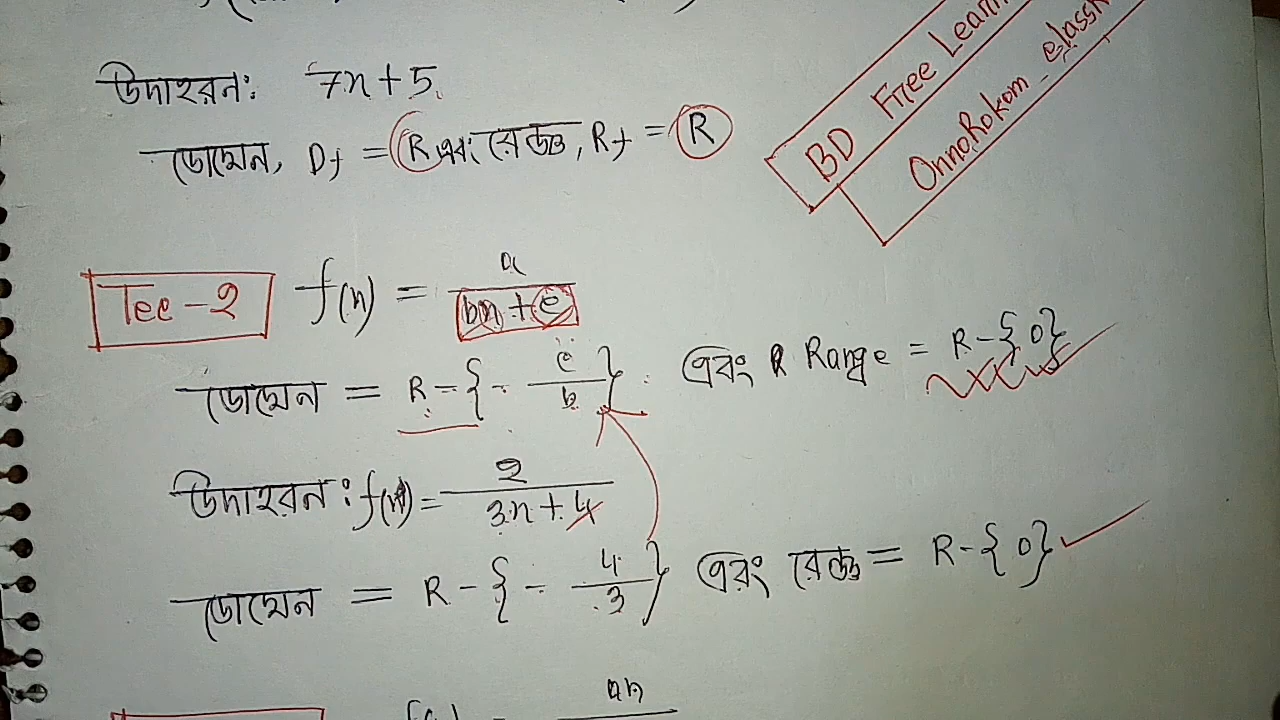 উদাহরন: 7x+5
ডোমেন, Df = R এবং রেঞ্জ, Rf = R
BD Free Learn
OnnoRokom_classR
Tec-2 f(x) = a / bx + c
ডোমেন = R-{- c/b} এবং R Range = R-{0}
উদাহরন: f(x) = 2 / 3x + 4
ডোমেন = R-{- 4/3} এবং রেঞ্জ = R-{0}